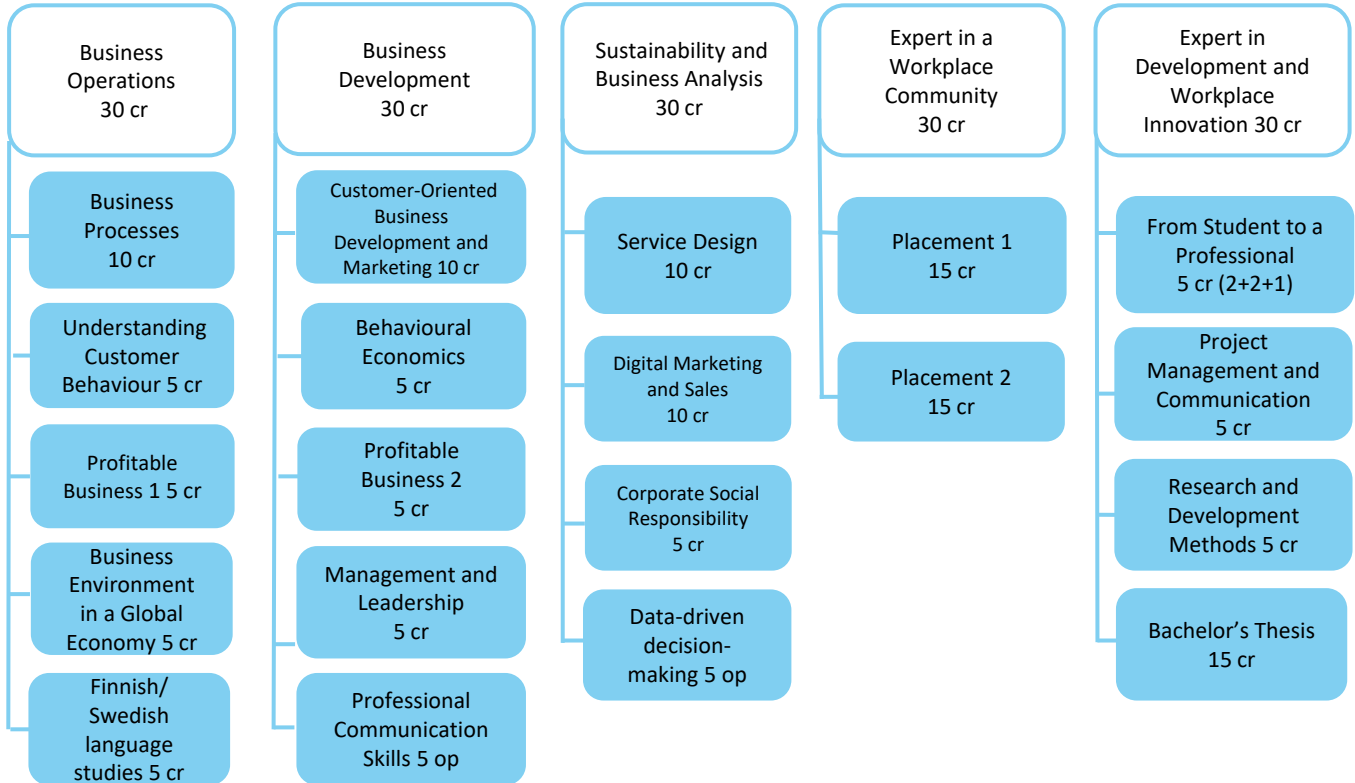 Business
Operations
30 cr
Business
Processes
10 cr
Understanding
Customer
Behaviour 5 cr
Profitable
Business 1 5 cr
Business
Environment
in a Global
Economy 5 cr
Finnish/
Swedish
language
studies 5 cr
Business
Development
30 cr
Customer-Oriented
Business
Development and
Marketing 10 cr
Behavioural
Economics
5 cr
Profitable
Business 2
5 cr
Management and
Leadership
5 cr
Professional
Communication
Skills 5 op
Sustainability and
Business Analysis
30 cr
Service Design
10 cr
Digital Marketing
and Sales
10 cr
Corporate Social
Responsibility
5 cr
Data-driven
decision-
making 5 op
Expert in a
Workplace
Community
30 cr
Placement 1
15 cr
Placement 2
15 cr
Expert in
Development and
Workplace
Innovation 30 cr
From Student to a
Professional
5 cr (2+2+1)
Project
Management and
Communication
5 cr
Research and
Development
Methods 5 cr
Bachelor’s Thesis
15 cr